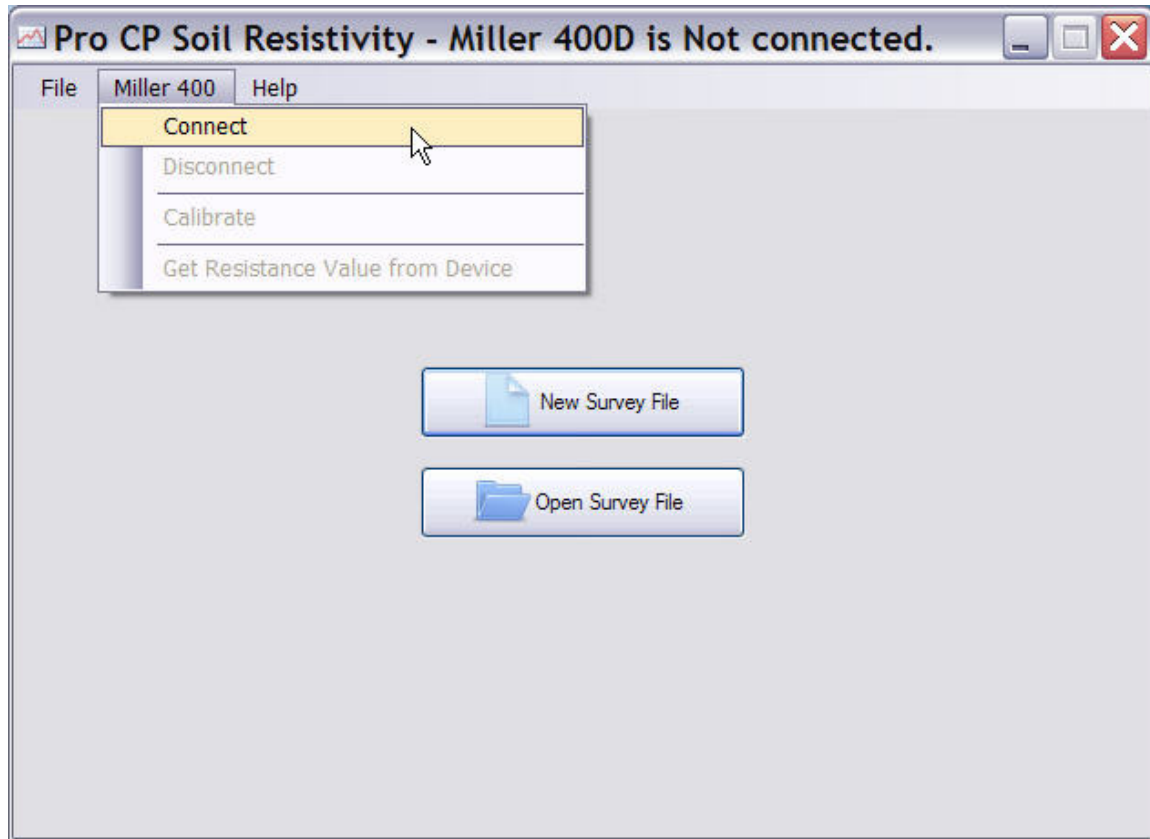 Pro CP Soil Resistivity - Miller 400D is Not connected.
File Miller 400 Help
Connect
Disconnect
Calibrate
Get Resistance Value from Device
New Survey File
Open Survey File